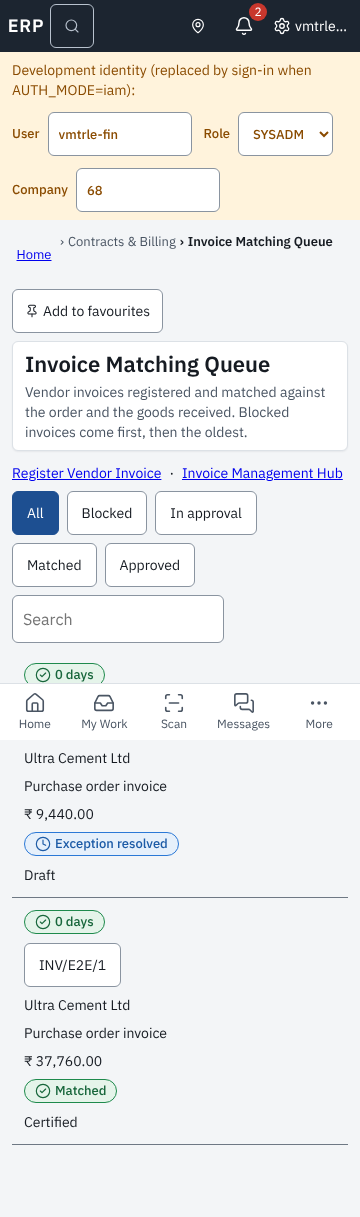 ERP
2
vmtrle...
Development identity (replaced by sign-in when
AUTH_MODE=iam):
User
vmtrle-fin
Role
SYSADM
Company
68
Home
› Contracts & Billing › Invoice Matching Queue
Add to favourites
Invoice Matching Queue
Vendor invoices registered and matched against
the order and the goods received. Blocked
invoices come first, then the oldest.
Register Vendor Invoice · Invoice Management Hub
All
Blocked
In approval
Matched
Approved
Search
0 days
Home
My Work
Scan
Messages
More
Ultra Cement Ltd
Purchase order invoice
₹ 9,440.00
Exception resolved
Draft
0 days
INV/E2E/1
Ultra Cement Ltd
Purchase order invoice
₹ 37,760.00
Matched
Certified